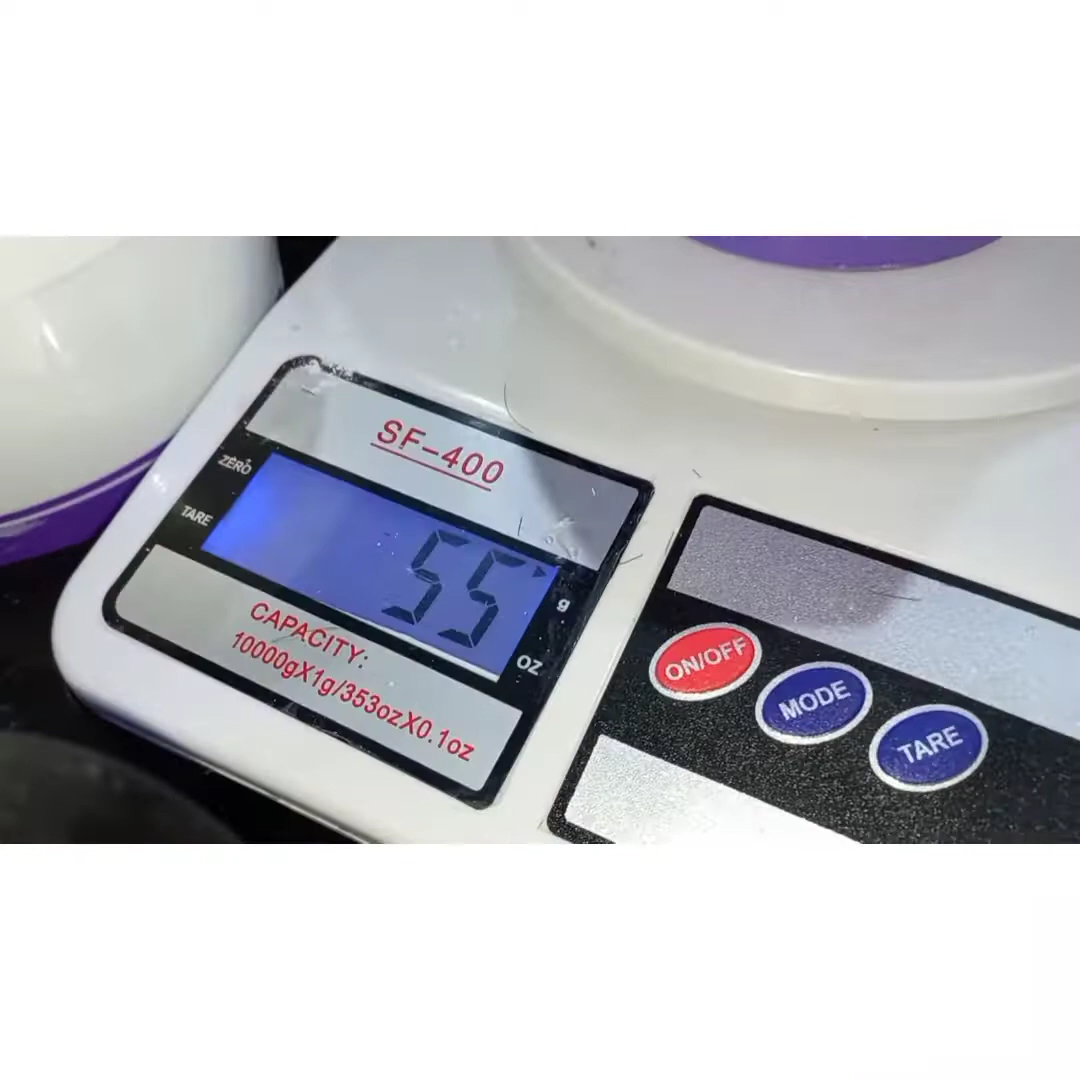 SF-400
ZERO
TARE
55
g
OZ
CAPACITY:
10000gX1g/353ozX0.1oz
ON/OFF
MODE
TARE